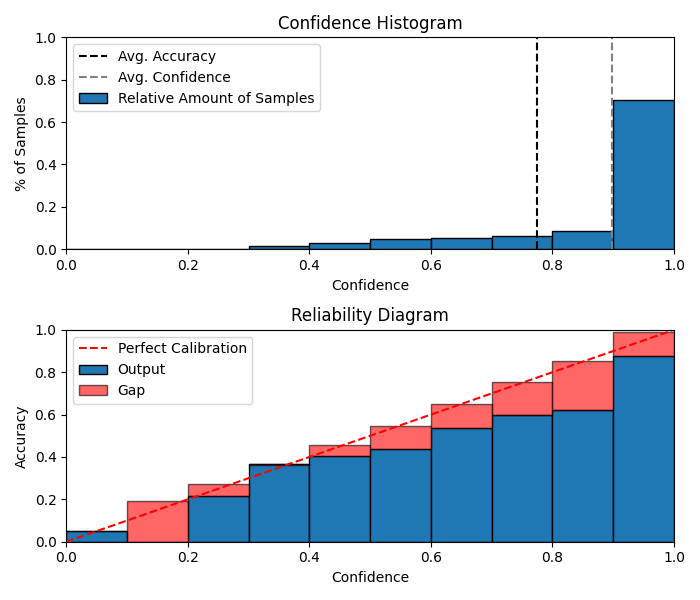 Confidence Histogram
1.0
0.8
0.6
0.4
0.2
0.0
% of Samples
Avg. Accuracy
Avg. Confidence
Relative Amount of Samples
0.0 0.2 0.4 0.6 0.8 1.0
Confidence
Reliability Diagram
1.0
0.8
0.6
0.4
0.2
0.0
Accuracy
Perfect Calibration
Output
Gap
0.0 0.2 0.4 0.6 0.8 1.0
Confidence